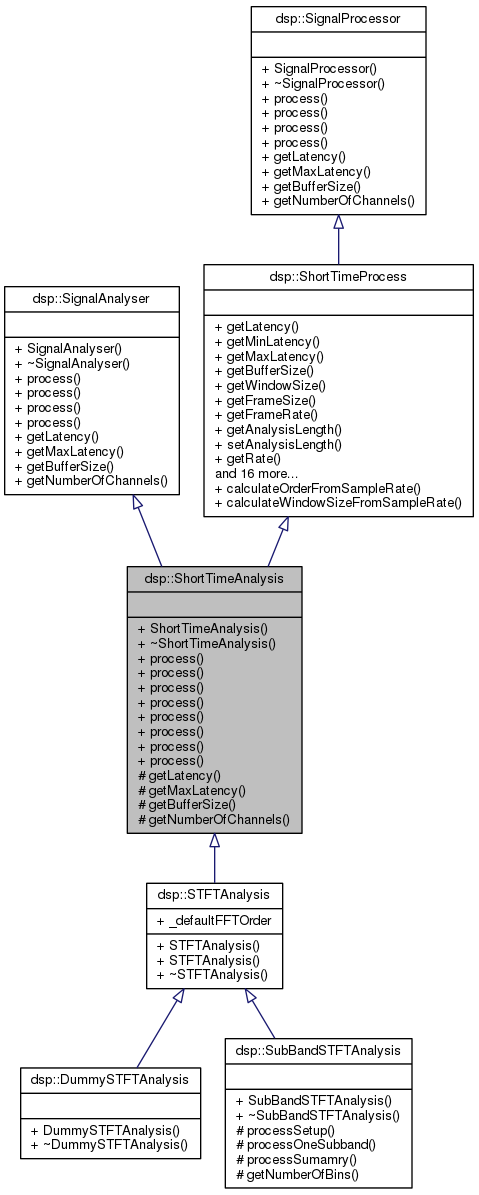 dsp::SignalProcessor
+ SignalProcessor()
+ ~SignalProcessor()
+ process()
+ process()
+ process()
+ process()
+ getLatency()
+ getMaxLatency()
+ getBufferSize()
+ getNumberOfChannels()
dsp::SignalAnalyser
+ SignalAnalyser()
+ ~SignalAnalyser()
+ process()
+ process()
+ process()
+ process()
+ getLatency()
+ getMaxLatency()
+ getBufferSize()
+ getNumberOfChannels()
dsp::ShortTimeProcess
+ getLatency()
+ getMinLatency()
+ getMaxLatency()
+ getBufferSize()
+ getWindowSize()
+ getFrameSize()
+ getFrameRate()
+ getAnalysisLength()
+ setAnalysisLength()
+ getRate()
and 16 more...
+ calculateOrderFromSampleRate()
+ calculateWindowSizeFromSampleRate()
dsp::ShortTimeAnalysis
+ ShortTimeAnalysis()
+ ~ShortTimeAnalysis()
+ process()
+ process()
+ process()
+ process()
+ process()
+ process()
+ process()
+ process()
# getLatency()
# getMaxLatency()
# getBufferSize()
# getNumberOfChannels()
dsp::STFTAnalysis
+ _defaultFFTOrder
+ STFTAnalysis()
+ STFTAnalysis()
+ ~STFTAnalysis()
dsp::DummySTFTAnalysis
+ DummySTFTAnalysis()
+ ~DummySTFTAnalysis()
dsp::SubBandSTFTAnalysis
+ SubBandSTFTAnalysis()
+ ~SubBandSTFTAnalysis()
# processSetup()
# processOneSubband()
# processSumamry()
# getNumberOfBins()